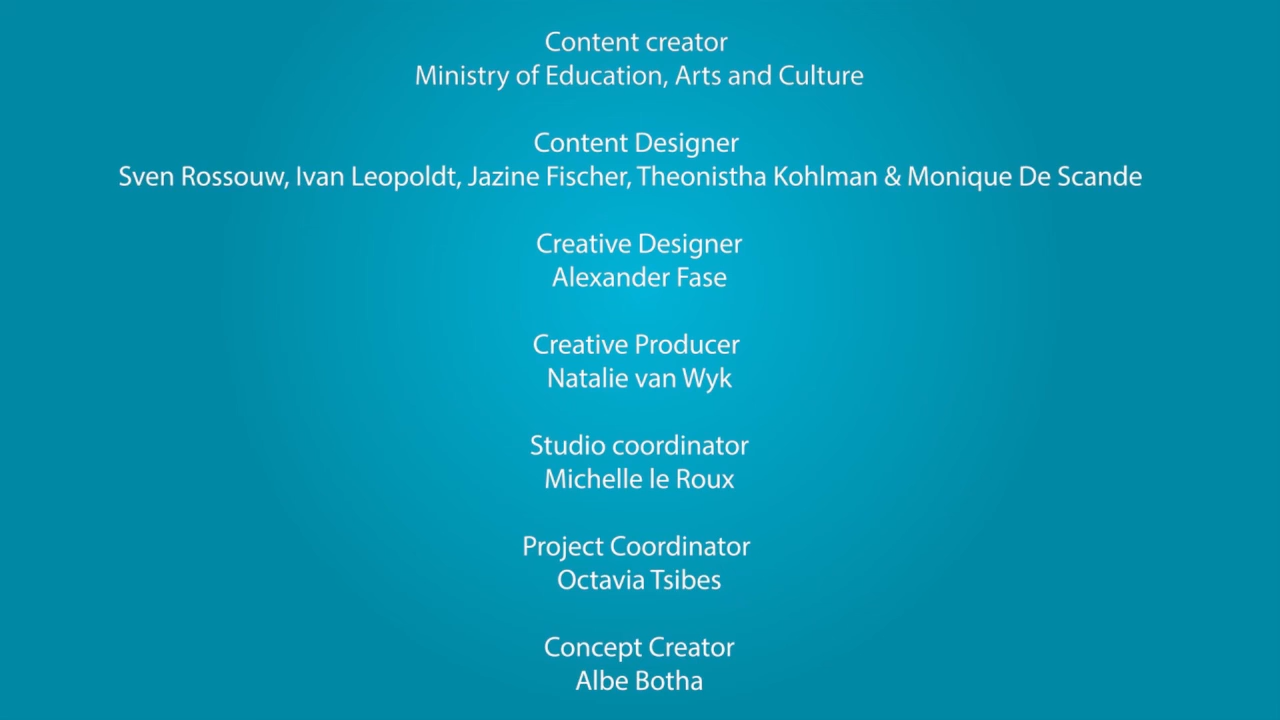 Content creator
Ministry of Education, Arts and Culture
Content Designer
Sven Rossouw, Ivan Leopoldt, Jazine Fischer, Theonistha Kohlman & Monique De Scande
Creative Designer
Alexander Fase
Creative Producer
Natalie van Wyk
Studio coordinator
Michelle le Roux
Project Coordinator
Octavia Tsibes
Concept Creator
Albe Botha